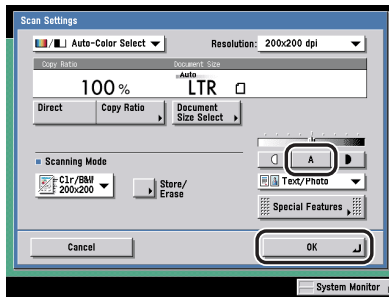 Scan Settings
Auto-Color Select
Resolution: 200x200 dpi
Copy Ratio Document Size
100 % Auto LTR
Direct Copy Ratio Document Size Select
A
Scanning Mode
Clr/B&W 200x200
Store/Erase
Text/Photo
Special Features
Cancel
OK
System Monitor